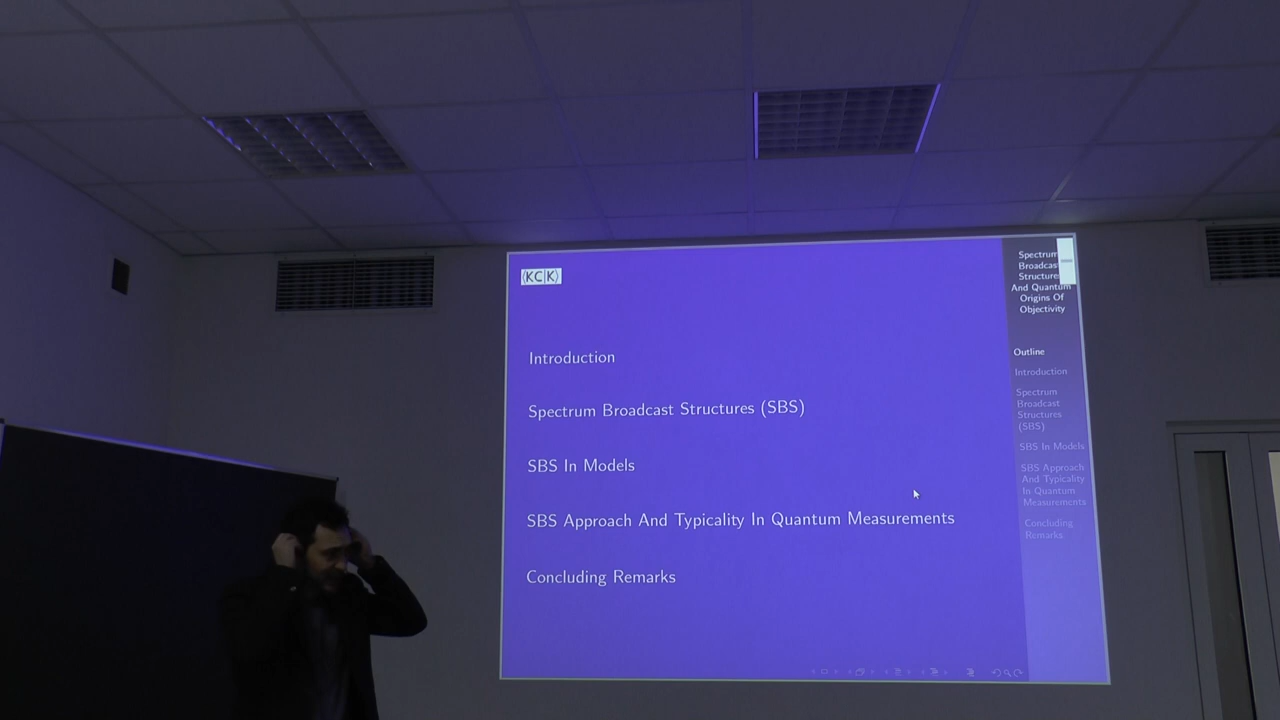 ⟨KC|K⟩
Introduction
Spectrum Broadcast Structures (SBS)
SBS In Models
SBS Approach And Typicality In Quantum Measurements
Concluding Remarks
Spectrum
Broadcast
Structures
And Quantum
Origins Of
Objectivity
Outline
Introduction
Spectrum
Broadcast
Structures
(SBS)
SBS In Models
SBS Approach
And Typicality
In Quantum
Measurements
Concluding
Remarks